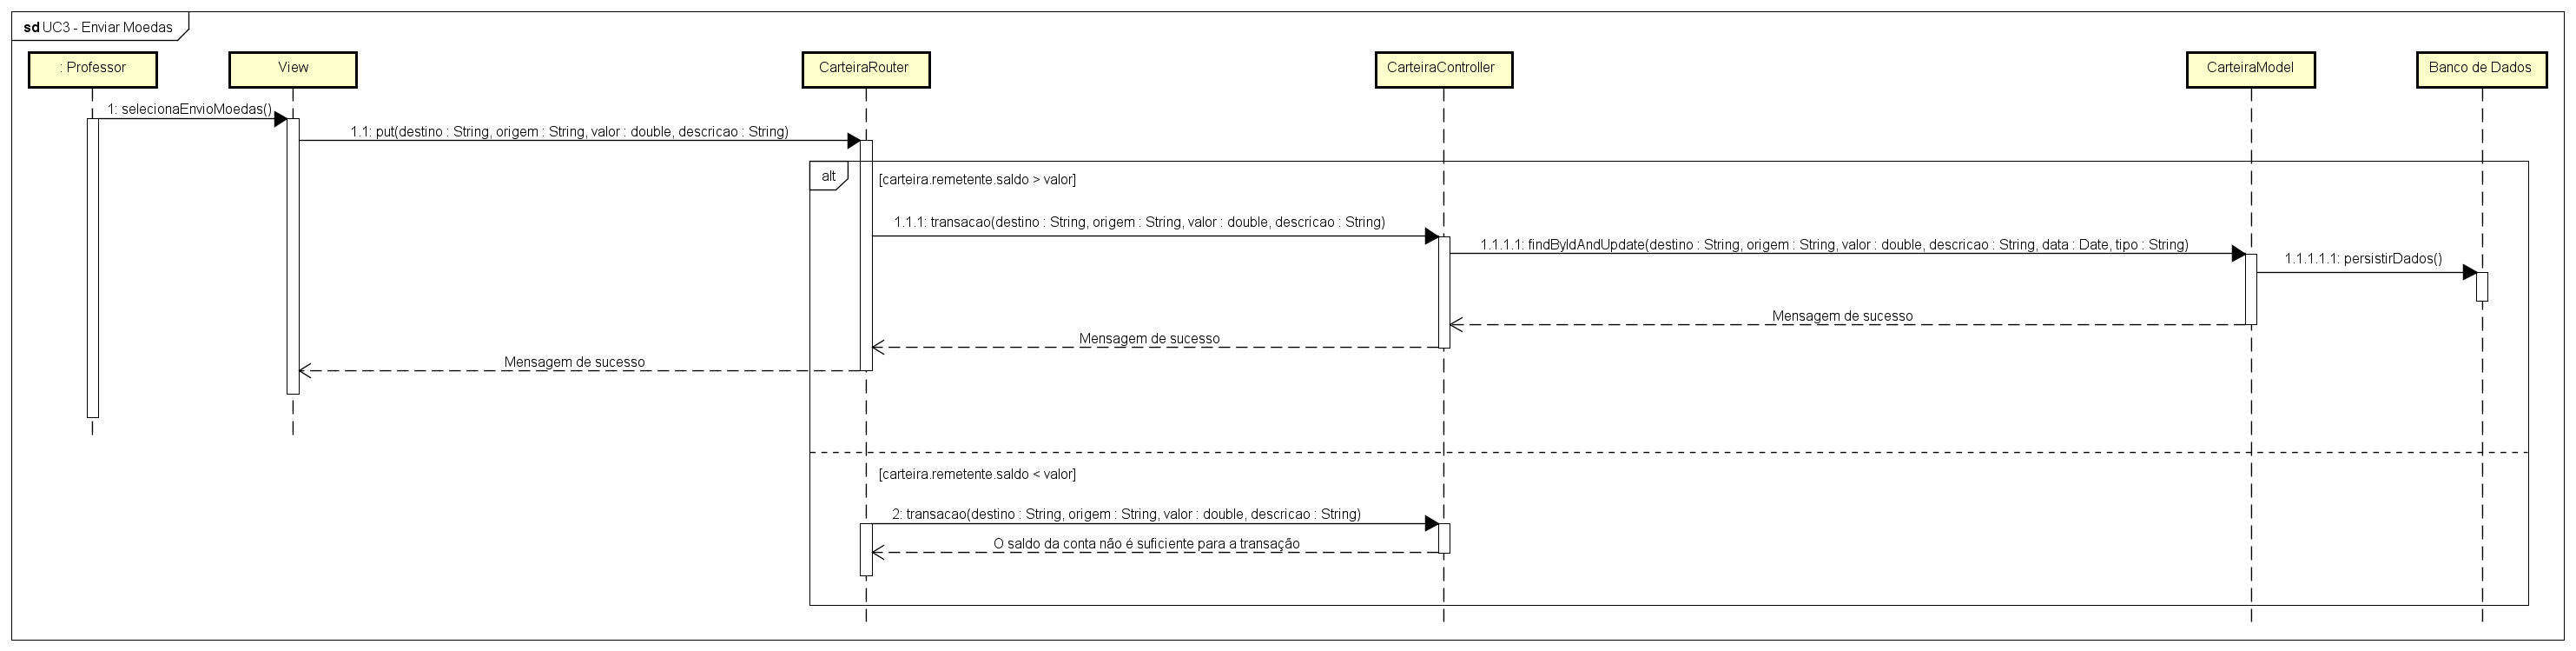 sd UC3 - Enviar Moedas
: Professor
View
CarteiraRouter
CarteiraController
CarteiraModel
Banco de Dados
1: selecionaEnvioMoedas()
1.1: put(destino : String, origem : String, valor : double, descricao : String)
alt
[carteira.remetente.saldo > valor]
1.1.1: transacao(destino : String, origem : String, valor : double, descricao : String)
1.1.1.1: findByIdAndUpdate(destino : String, origem : String, valor : double, descricao : String, data : Date, tipo : String)
1.1.1.1.1: persistirDados()
Mensagem de sucesso
Mensagem de sucesso
Mensagem de sucesso
[carteira.remetente.saldo < valor]
2: transacao(destino : String, origem : String, valor : double, descricao : String)
O saldo da conta não é suficiente para a transação